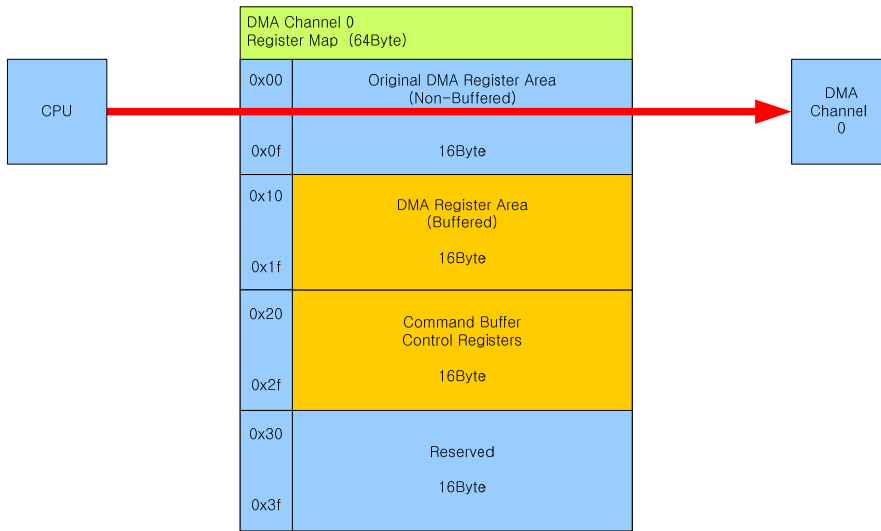 DMA Channel 0
Register Map (64Byte)
CPU
0x00
Original DMA Register Area
(Non-Buffered)
0x0f
16Byte
DMA
Channel
0
0x10
DMA Register Area
(Buffered)
16Byte
0x1f
0x20
Command Buffer
Control Registers
16Byte
0x2f
0x30
Reserved
16Byte
0x3f